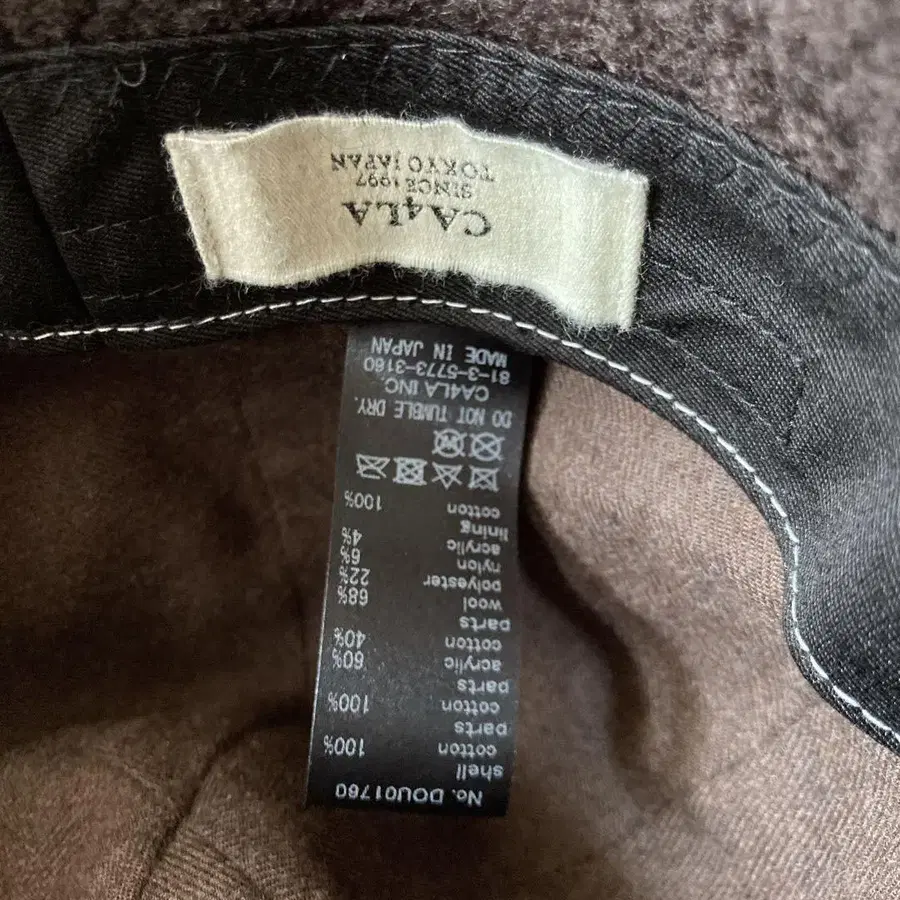 CA4LA
SINCE 1997
TOKYO JAPAN
No. DOU01760
shell
cotton 100%
parts
cotton 100%
parts
acrylic 60%
cotton 40%
parts
wool 68%
polyester 22%
nylon 6%
acrylic 4%
lining
cotton 100%
DO NOT TUMBLE DRY.
CA4LA INC.
81-3-5773-3160
MADE IN JAPAN